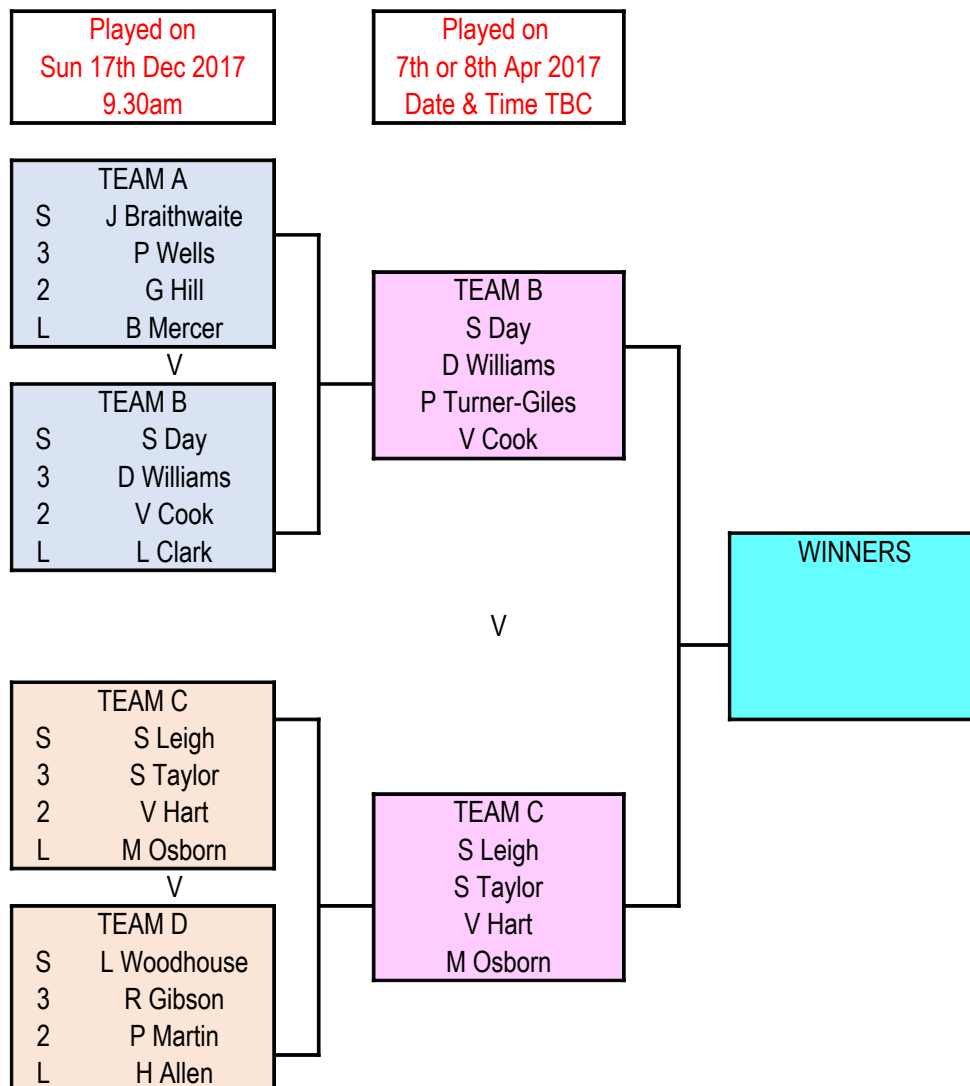 Played on
Sun 17th Dec 2017
9.30am
Played on
7th or 8th Apr 2017
Date & Time TBC
TEAM A
S J Braithwaite
3 P Wells
2 G Hill
L B Mercer
V
TEAM B
S S Day
3 D Williams
2 V Cook
L L Clark
TEAM B
S Day
D Williams
P Turner-Giles
V Cook
V
WINNERS
TEAM C
S S Leigh
3 S Taylor
2 V Hart
L M Osborn
V
TEAM D
S L Woodhouse
3 R Gibson
2 P Martin
L H Allen
TEAM C
S Leigh
S Taylor
V Hart
M Osborn